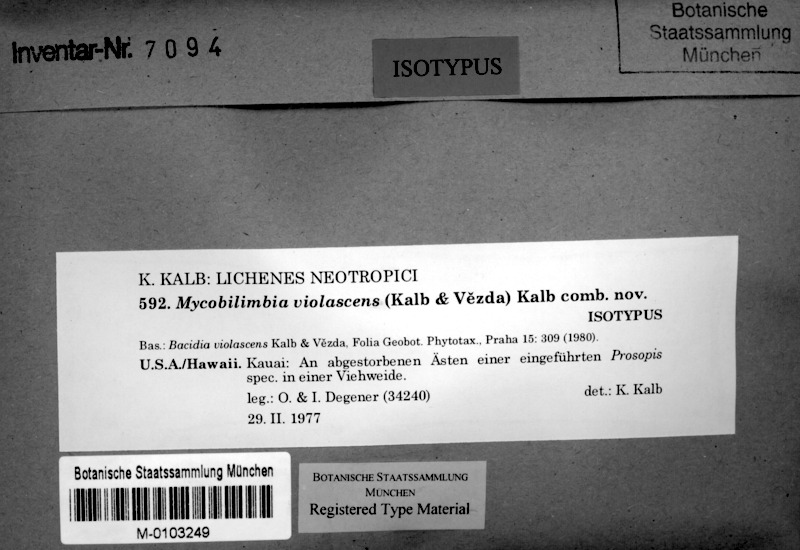 Inventar-Nr. 7094
ISOTYPUS
Botanische
Staatssammlung
München
K. KALB: LICHENES NEOTROPICI
592. Mycobilimbia violascens (Kalb & Vězda) Kalb comb. nov.
ISOTYPUS
Bas.: Bacidia violascens Kalb & Vězda, Folia Geobot. Phytotax., Praha 15: 309 (1980).
U.S.A./Hawaii. Kauai: An abgestorbenen Ästen einer eingeführten Prosopis
spec. in einer Viehweide.
leg.: O. & I. Degener (34240) det.: K. Kalb
29. II. 1977
Botanische Staatssammlung München
M-0103249
BOTANISCHE STAATSSAMMLUNG
MÜNCHEN
Registered Type Material